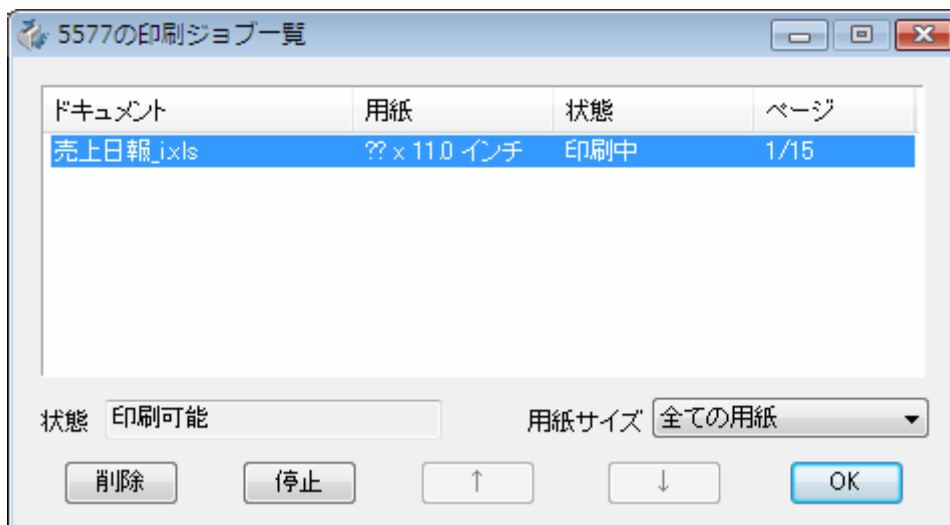 5577の印刷ジョブ一覧
ドキュメント 用紙 状態 ページ
売上日報_ixls ?? x 11.0 インチ 印刷中 1/15
状態 印刷可能 用紙サイズ 全ての用紙
削除 停止 ↑ ↓ OK